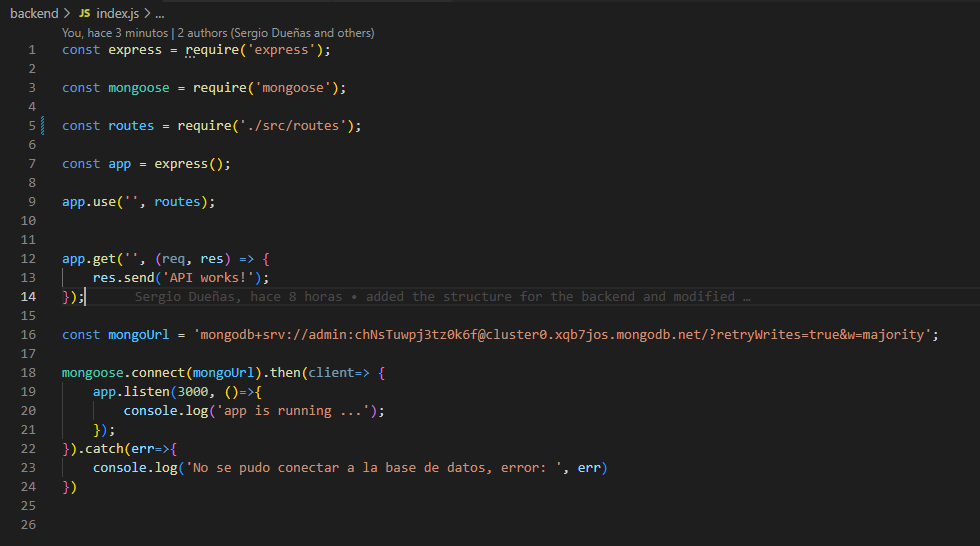 backend > JS index.js > ...
You, hace 3 minutos | 2 authors (Sergio Dueñas and others)
1 const express = require('express');
2
3 const mongoose = require('mongoose');
4
5 const routes = require('./src/routes');
6
7 const app = express();
8
9 app.use('', routes);
10
11
12 app.get('', (req, res) => {
13     res.send('API works!');
14 });   Sergio Dueñas, hace 8 horas • added the structure for the backend and modified …
15
16 const mongoUrl = 'mongodb+srv://admin:chNsTuwpj3tz0k6f@cluster0.xqb7jos.mongodb.net/?retryWrites=true&w=majority';
17
18 mongoose.connect(mongoUrl).then(client=> {
19     app.listen(3000, ()=>{
20         console.log('app is running ...');
21     });
22 }).catch(err=>{
23     console.log('No se pudo conectar a la base de datos, error: ', err)
24 })
25
26